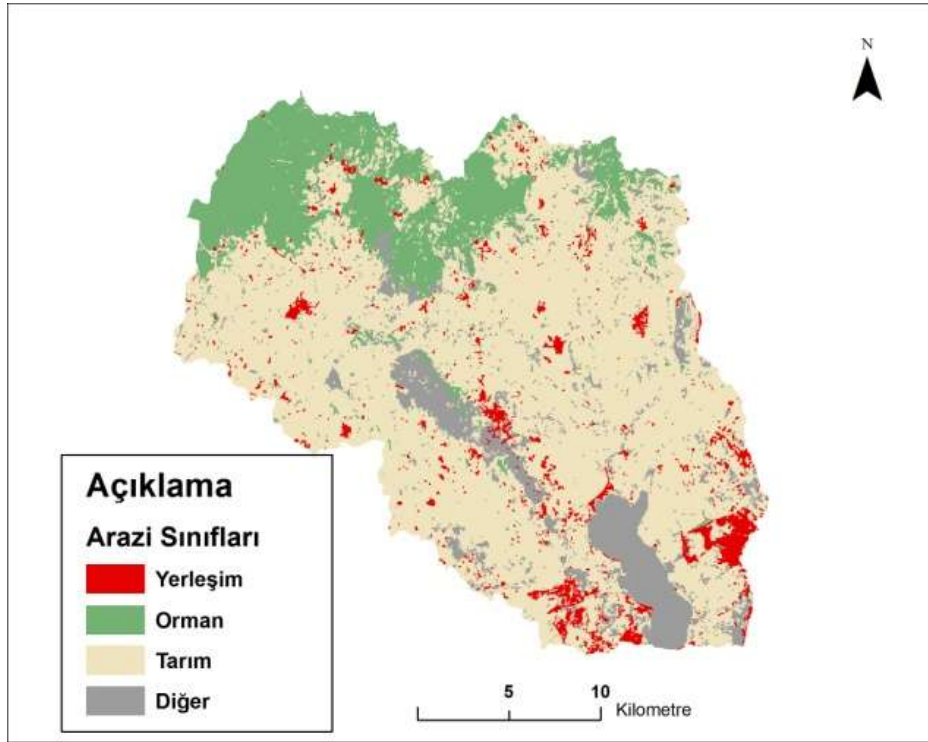 N
Açıklama
Arazi Sınıfları
Yerleşim
Orman
Tarım
Diğer
5 10
Kilometre